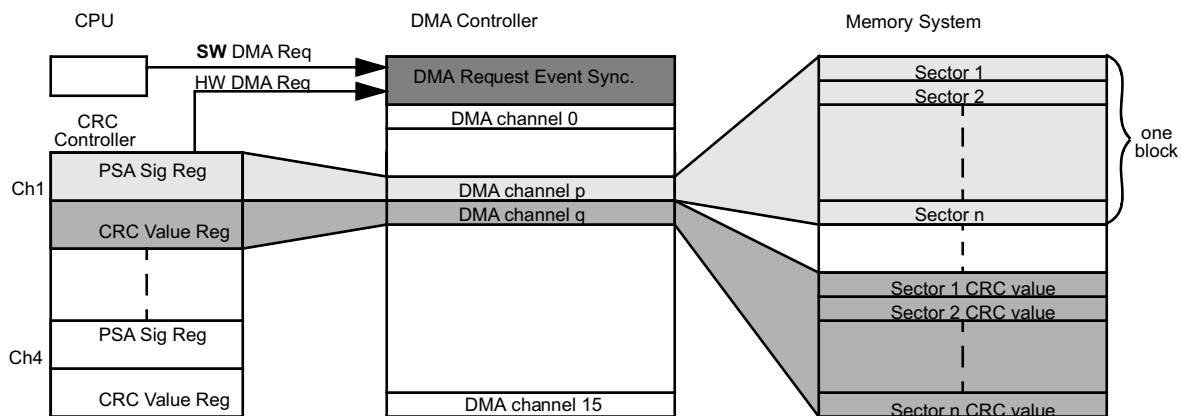 CPU
DMA Controller
Memory System
SW DMA Req
HW DMA Req
DMA Request Event Sync.
Sector 1
Sector 2
CRC
Controller
DMA channel 0
one
block
Ch1
PSA Sig Reg
DMA channel p
CRC Value Reg
DMA channel q
Sector n
Sector 1 CRC value
Sector 2 CRC value
Ch4
PSA Sig Reg
CRC Value Reg
DMA channel 15
Sector n CRC value